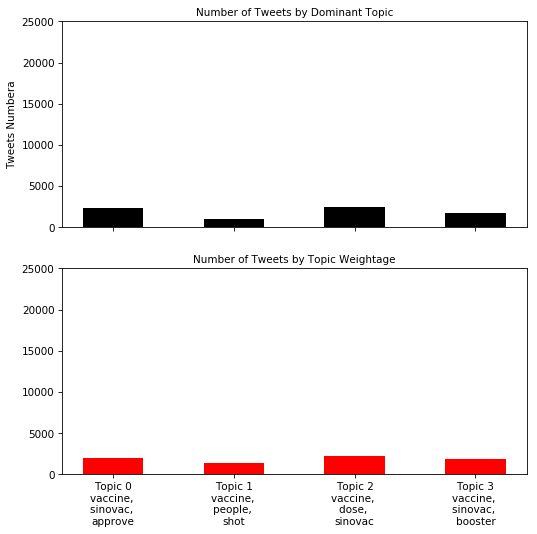 Number of Tweets by Dominant Topic
25000
20000
15000
10000
5000
0
Tweets Numbera
Number of Tweets by Topic Weightage
25000
20000
15000
10000
5000
0
Topic 0
vaccine,
sinovac,
approve
Topic 1
vaccine,
people,
shot
Topic 2
vaccine,
dose,
sinovac
Topic 3
vaccine,
sinovac,
booster